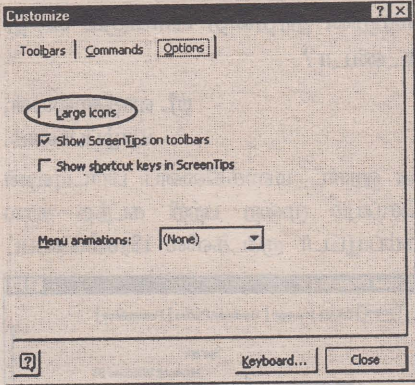 Customize
Toolbars Commands Options
Large icons
Show ScreenTips on toolbars
Show shortcut keys in ScreenTips
Menu animations: (None)
Keyboard... Close